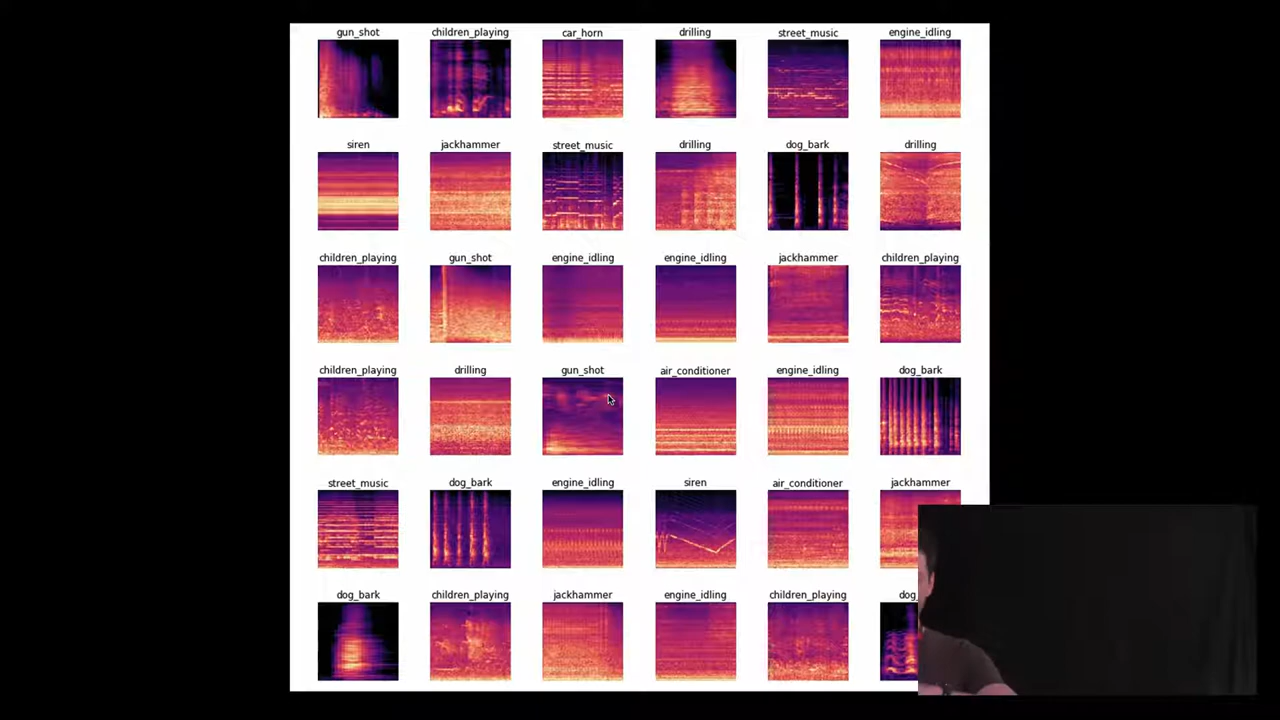 gun_shot children_playing car_horn drilling street_music engine_idling
siren jackhammer street_music drilling dog_bark drilling
children_playing gun_shot engine_idling engine_idling jackhammer children_playing
children_playing drilling gun_shot air_conditioner engine_idling dog_bark
street_music dog_bark engine_idling siren air_conditioner jackhammer
dog_bark children_playing jackhammer engine_idling children_playing dog_